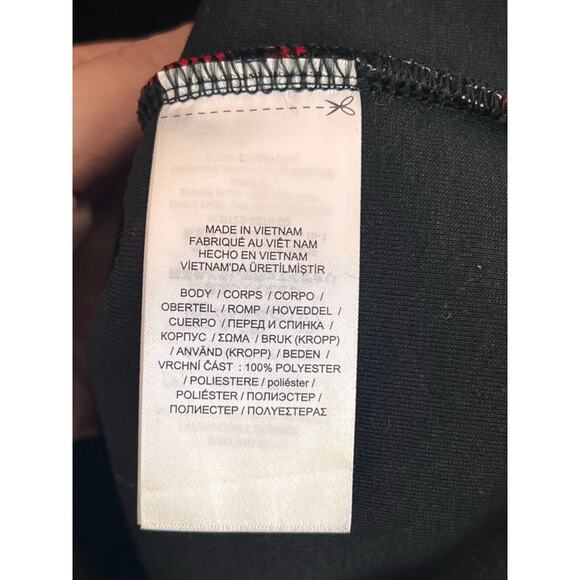 MADE IN VIETNAM
FABRIQUÉ AU VIÊT NAM
HECHO EN VIETNAM
VİETNAM'DA ÜRETİLMİŞTİR
BODY / CORPS / CORPO /
OBERTEIL / ROMP / HOVEDDEL /
CUERPO / ПЕРЕД И СПИНКА /
КОРПУС / ΣΩΜΑ / BRUK (KROPP)
/ ANVÄND (KROPP) / BEDEN /
VRCHNÍ ČÁST : 100% POLYESTER
/ POLIESTERE / poliéster /
POLIÉSTER / ПОЛИЭСТЕР /
ПОЛИЕСТЕР / ΠΟΛΥΕΣΤΕΡΑΣ